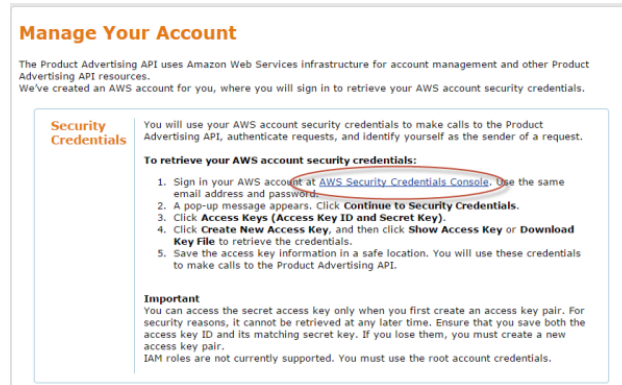 Manage Your Account
The Product Advertising API uses Amazon Web Services infrastructure for account management and other Product
Advertising API resources.
We've created an AWS account for you, where you will sign in to retrieve your AWS account security credentials.
Security
Credentials
You will use your AWS account security credentials to make calls to the Product
Advertising API, authenticate requests, and identify yourself as the sender of a request.
To retrieve your AWS account security credentials:
1. Sign in your AWS account at AWS Security Credentials Console. Use the same
email address and password.
2. A pop-up message appears. Click Continue to Security Credentials.
3. Click Access Keys (Access Key ID and Secret Key).
4. Click Create New Access Key, and then click Show Access Key or Download
Key File to retrieve the credentials.
5. Save the access key information in a safe location. You will use these credentials
to make calls to the Product Advertising API.
Important
You can access the secret access key only when you first create an access key pair. For
security reasons, it cannot be retrieved at any later time. Ensure that you save both the
access key ID and its matching secret key. If you lose them, you must create a new
access key pair.
IAM roles are not currently supported. You must use the root account credentials.